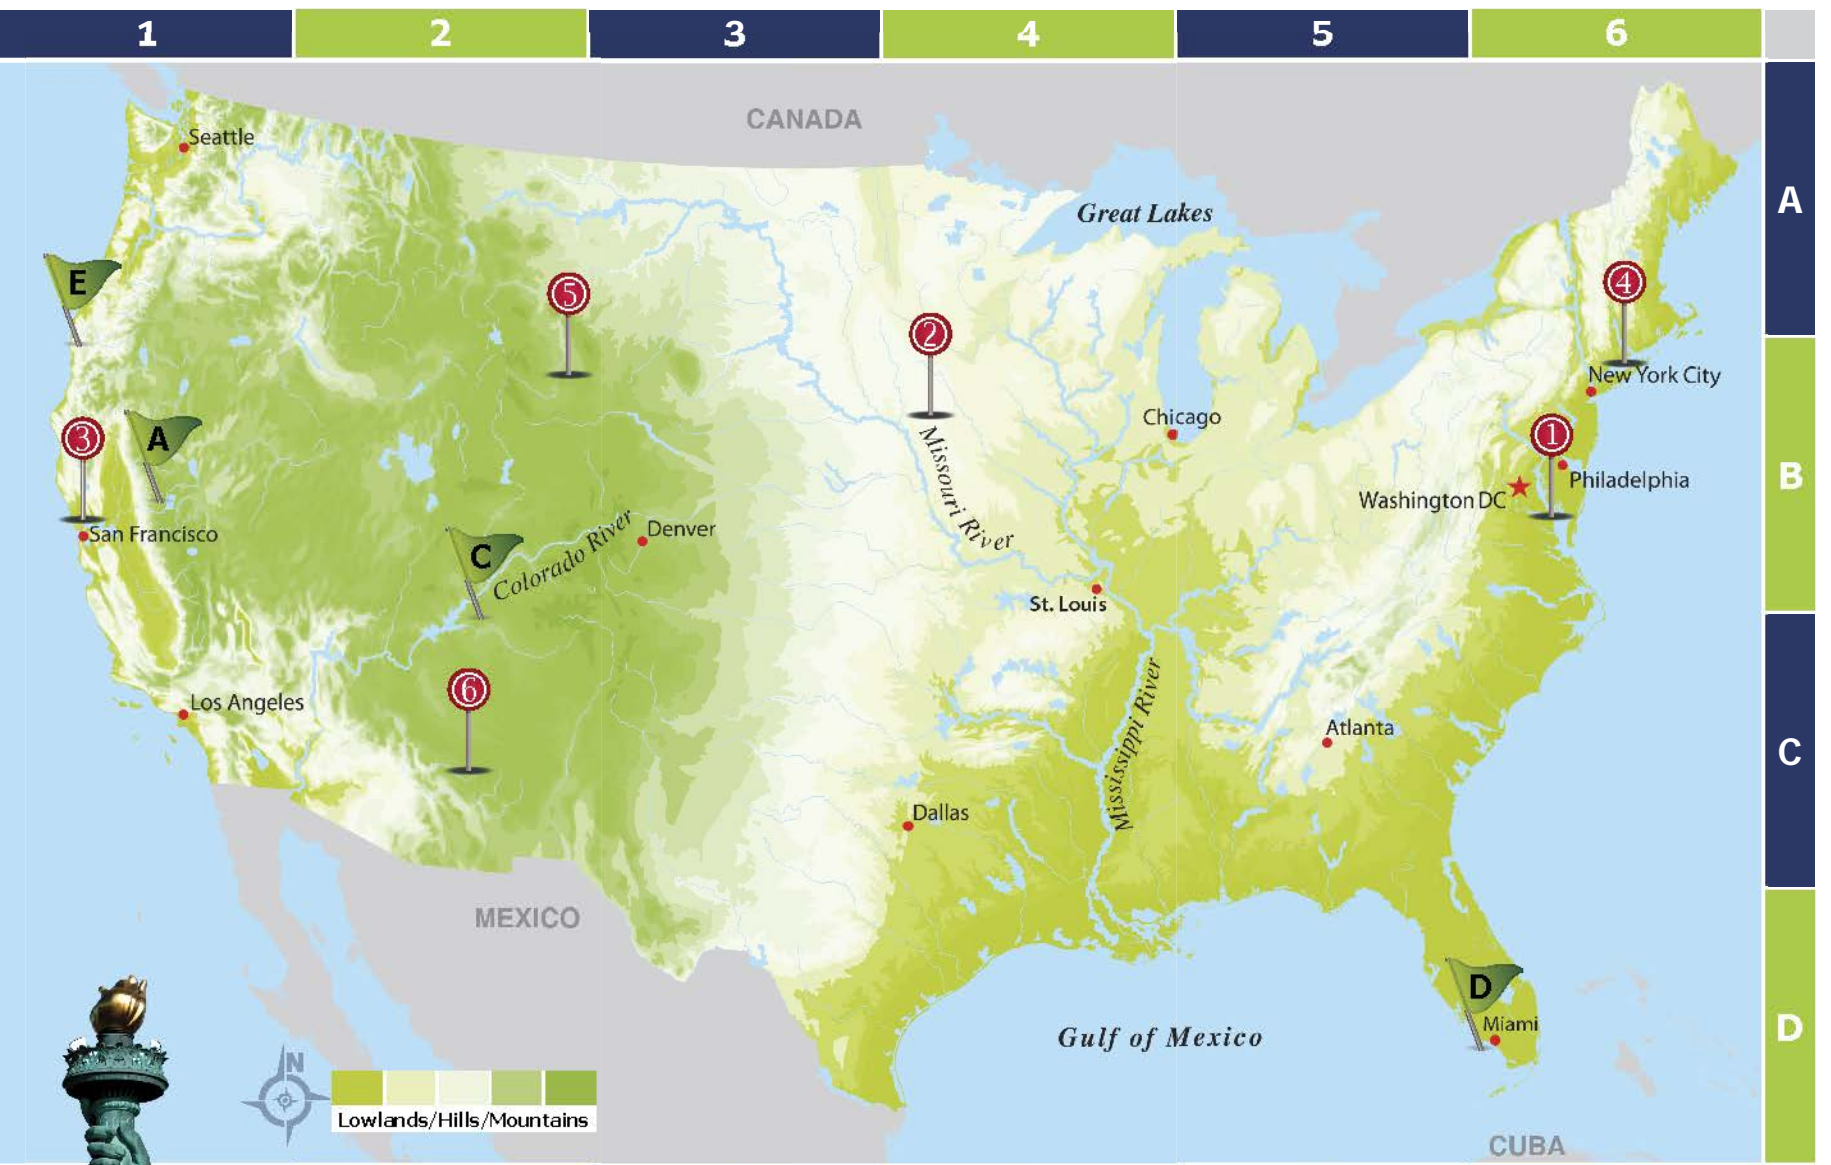 1 2 3 4 5 6
CANADA
Seattle
A
Great Lakes
E
5
4
2
New York City
Chicago
3
A
1
B
Missouri River
Philadelphia
Washington DC
San Francisco
Denver
C
Colorado River
St. Louis
6
Los Angeles
Mississippi River
Atlanta
C
Dallas
MEXICO
D
Miami
D
Gulf of Mexico
N
Lowlands/Hills/Mountains
CUBA